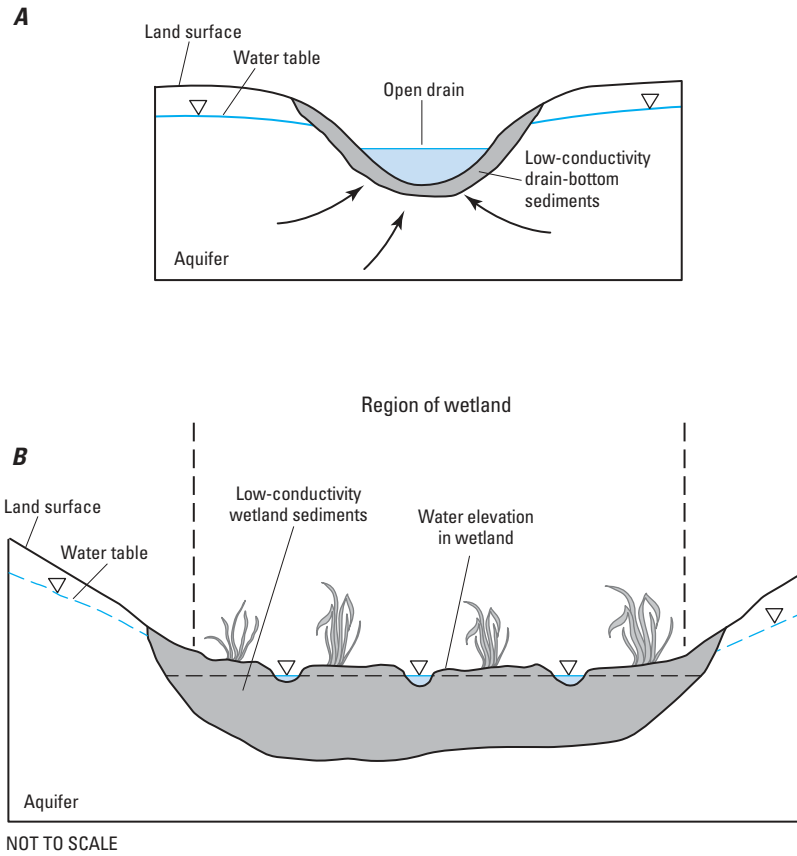 A
Land surface
Water table
Open drain
Low-conductivity
drain-bottom
sediments
Aquifer
Region of wetland
B
Low-conductivity
wetland sediments
Land surface
Water elevation
in wetland
Water table
Aquifer
NOT TO SCALE